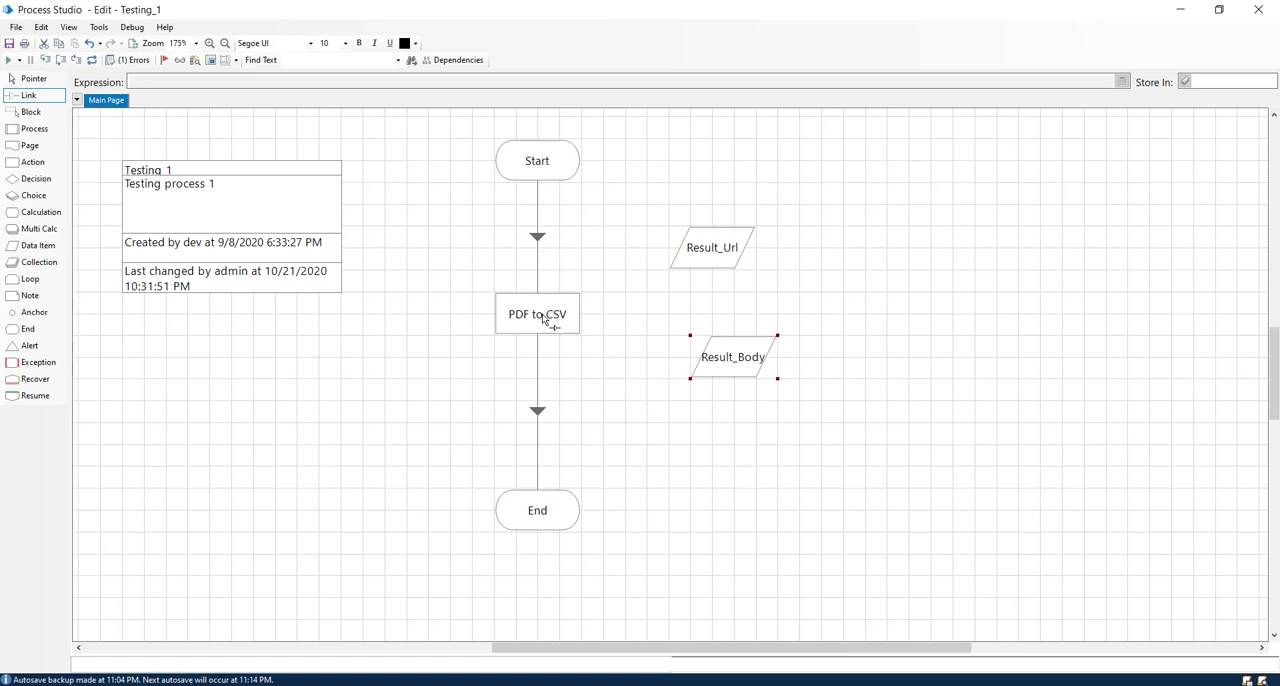 Process Studio - Edit - Testing_1
File Edit View Tools Debug Help
Zoom 175% Segoe UI 10 B I U
(1) Errors Find Text Dependencies
Pointer
Link
Block
Process
Page
Action
Decision
Choice
Calculation
Multi Calc
Data Item
Collection
Loop
Note
Anchor
End
Alert
Exception
Recover
Resume
Expression: Store In:
Main Page
Testing_1
Testing process 1
Created by dev at 9/8/2020 6:33:27 PM
Last changed by admin at 10/21/2020
10:31:51 PM
Start
Result_Url
PDF to CSV
Result_Body
End
Autosave backup made at 11:04 PM. Next autosave will occur at 11:14 PM.